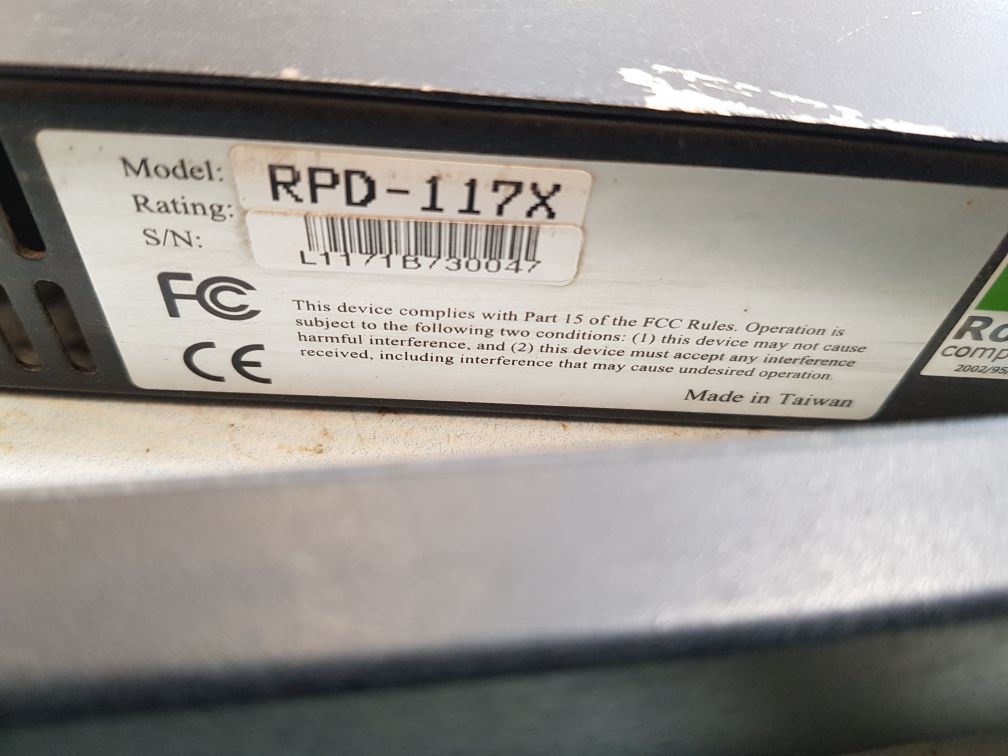 Model: RPD-117X
Rating:
S/N: L1171B730047
FC
CE
This device complies with Part 15 of the FCC Rules. Operation is
subject to the following two conditions: (1) this device may not cause
harmful interference, and (2) this device must accept any interference
received, including interference that may cause undesired operation.
Made in Taiwan
Ro
comp
2002/95/